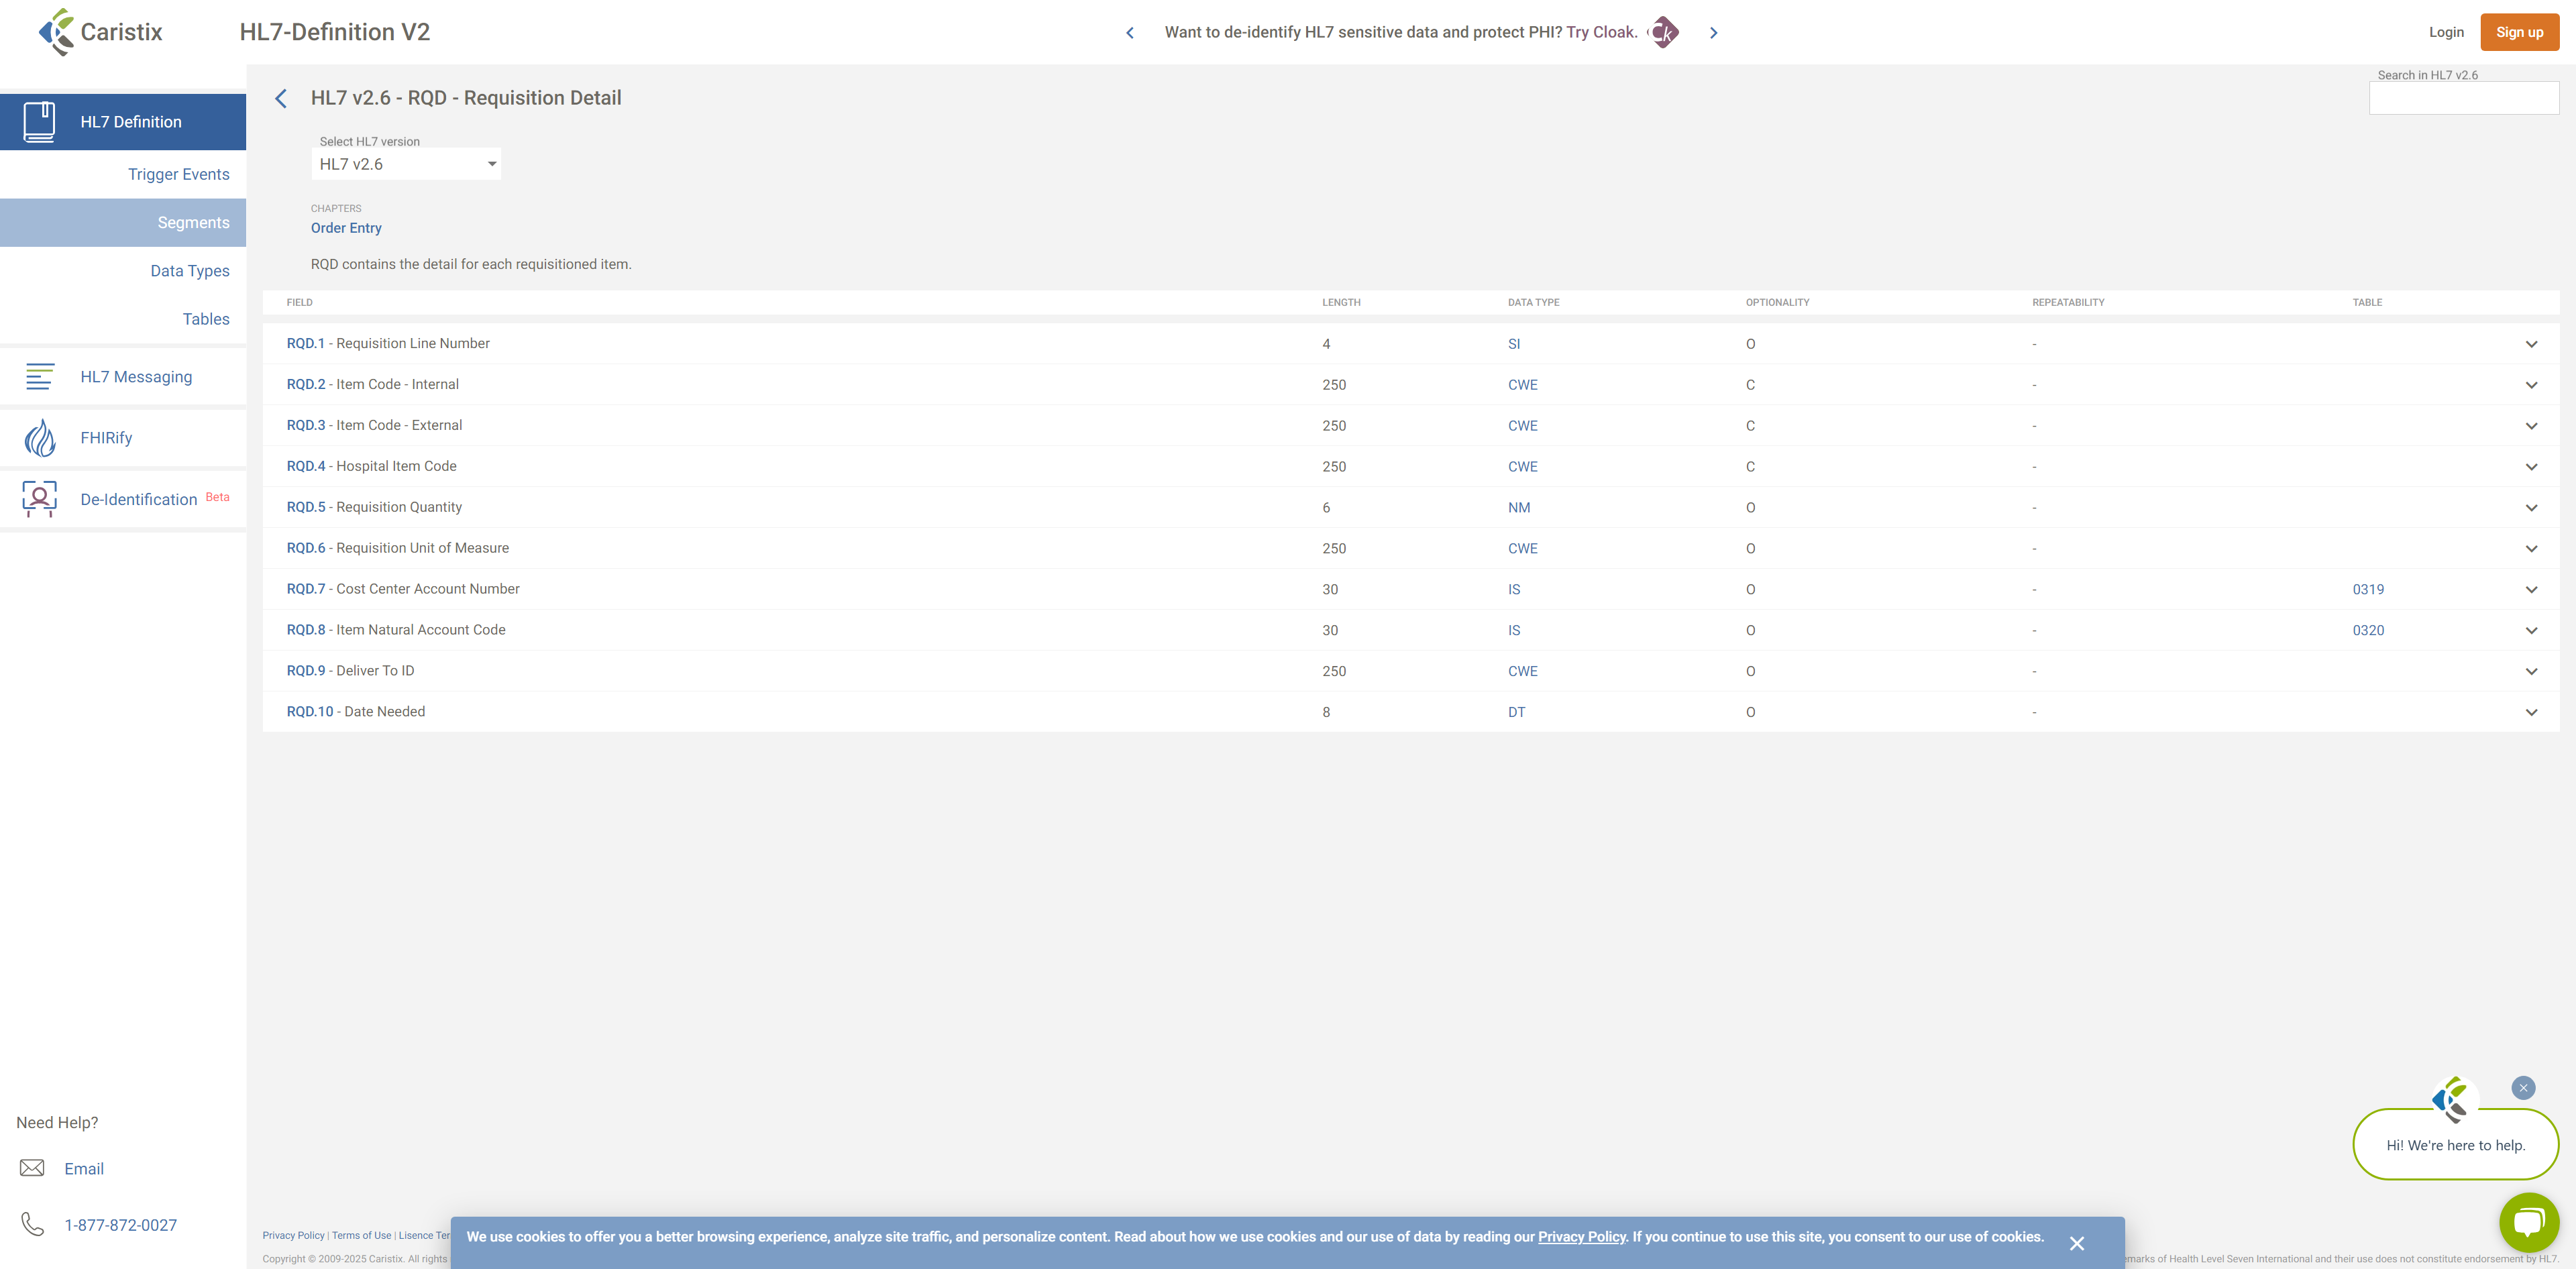 Caristix
HL7-Definition V2
Want to de-identify HL7 sensitive data and protect PHI? Try Cloak.
Ck
Login
Sign up
HL7 Definition
Trigger Events
Segments
Data Types
Tables
HL7 Messaging
FHIRify
De-Identification Beta
Need Help?
Email
1-877-872-0027
HL7 v2.6 - RQD - Requisition Detail
Search in HL7 v2.6
Select HL7 version
HL7 v2.6
CHAPTERS
Order Entry
RQD contains the detail for each requisitioned item.
FIELD LENGTH DATA TYPE OPTIONALITY REPEATABILITY TABLE
RQD.1 - Requisition Line Number 4 SI O -
RQD.2 - Item Code - Internal 250 CWE C -
RQD.3 - Item Code - External 250 CWE C -
RQD.4 - Hospital Item Code 250 CWE C -
RQD.5 - Requisition Quantity 6 NM O -
RQD.6 - Requisition Unit of Measure 250 CWE O -
RQD.7 - Cost Center Account Number 30 IS O - 0319
RQD.8 - Item Natural Account Code 30 IS O - 0320
RQD.9 - Deliver To ID 250 CWE O -
RQD.10 - Date Needed 8 DT O -
Hi! We're here to help.
Privacy Policy | Terms of Use | Lisence
We use cookies to offer you a better browsing experience, analyze site traffic, and personalize content. Read about how we use cookies and our use of data by reading our Privacy Policy. If you continue to use this site, you consent to our use of cookies.
Copyright © 2009-2025 Caristix. All rights
of Health Level Seven International and their use does not constitute endorsement by HL7.